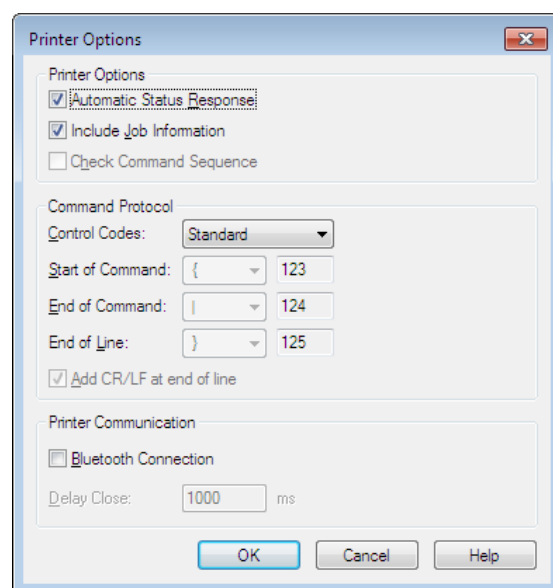 Printer Options
Printer Options
Automatic Status Response
Include Job Information
Check Command Sequence
Command Protocol
Control Codes: Standard
Start of Command: { 123
End of Command: | 124
End of Line: } 125
Add CR/LF at end of line
Printer Communication
Bluetooth Connection
Delay Close: 1000 ms
OK Cancel Help